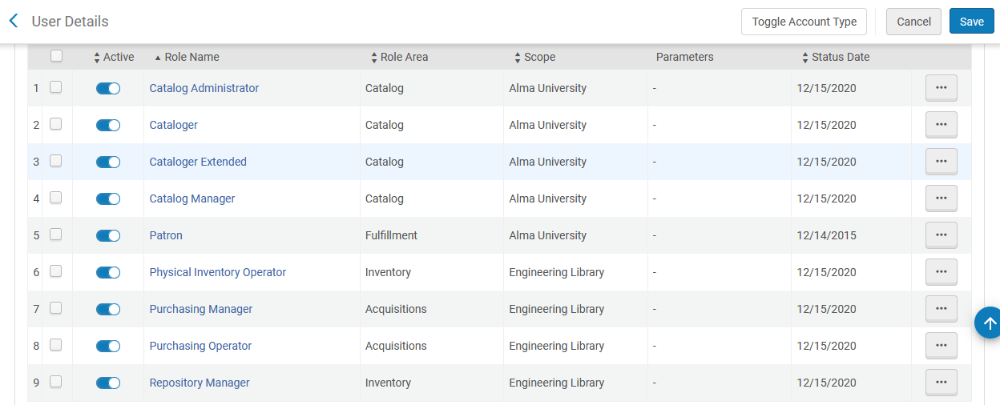 User Details Toggle Account Type Cancel Save
Active Role Name Role Area Scope Parameters Status Date
1 Catalog Administrator Catalog Alma University - 12/15/2020 ...
2 Cataloger Catalog Alma University - 12/15/2020 ...
3 Cataloger Extended Catalog Alma University - 12/15/2020 ...
4 Catalog Manager Catalog Alma University - 12/15/2020 ...
5 Patron Fulfillment Alma University - 12/14/2015 ...
6 Physical Inventory Operator Inventory Engineering Library - 12/15/2020 ...
7 Purchasing Manager Acquisitions Engineering Library - 12/15/2020 ...
8 Purchasing Operator Acquisitions Engineering Library - 12/15/2020 ...
9 Repository Manager Inventory Engineering Library - 12/15/2020 ...